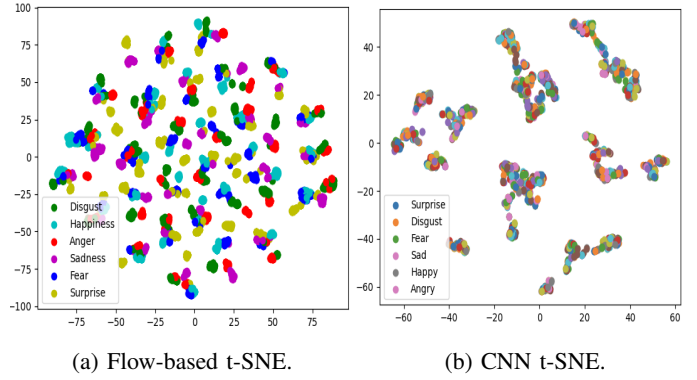 100
75
50
25
0
−25
−50
−75
−100
−75
−50
−25
0
25
50
75
Disgust
Happiness
Anger
Sadness
Fear
Surprise
(a) Flow-based t-SNE.
40
20
0
−20
−40
−60
−60
−40
−20
0
20
40
60
Surprise
Disgust
Fear
Sad
Happy
Angry
(b) CNN t-SNE.